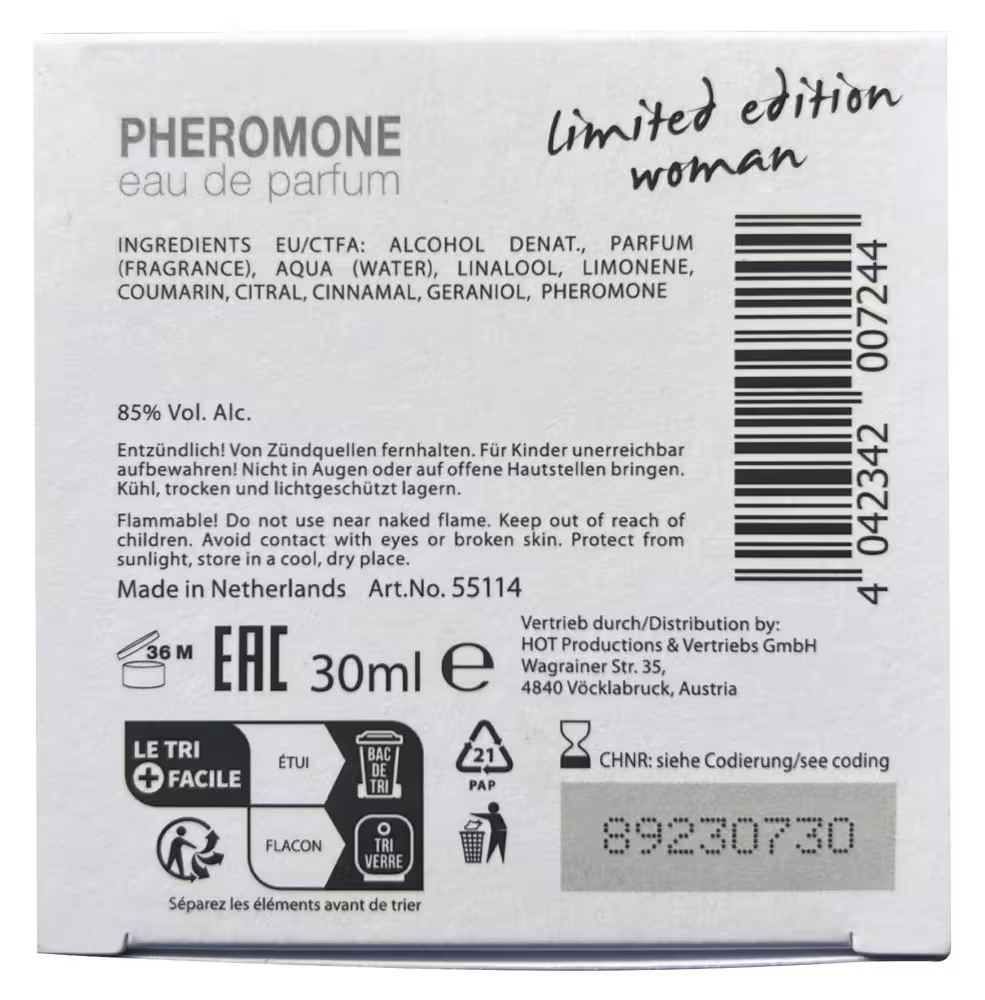 PHEROMONE
eau de parfum
limited edition
woman
INGREDIENTS EU/CTFA: ALCOHOL DENAT., PARFUM
(FRAGRANCE), AQUA (WATER), LINALOOL, LIMONENE,
COUMARIN, CITRAL, CINNAMAL, GERANIOL, PHEROMONE
4 042342 007244
85% Vol. Alc.
Entzündlich! Von Zündquellen fernhalten. Für Kinder unerreichbar
aufbewahren! Nicht in Augen oder auf offene Hautstellen bringen.
Kühl, trocken und lichtgeschützt lagern.
Flammable! Do not use near naked flame. Keep out of reach of
children. Avoid contact with eyes or broken skin. Protect from
sunlight, store in a cool, dry place.
Made in Netherlands Art.No. 55114
36 M
EAC
30ml e
Vertrieb durch/Distribution by:
HOT Productions & Vertriebs GmbH
Wagrainer Str. 35,
4840 Vöcklabruck, Austria
LE TRI
+ FACILE
ÉTUI
BAC
DE
TRI
FLACON
TRI
VERRE
Séparez les éléments avant de trier
21
PAP
CHNR: siehe Codierung/see coding
89230730